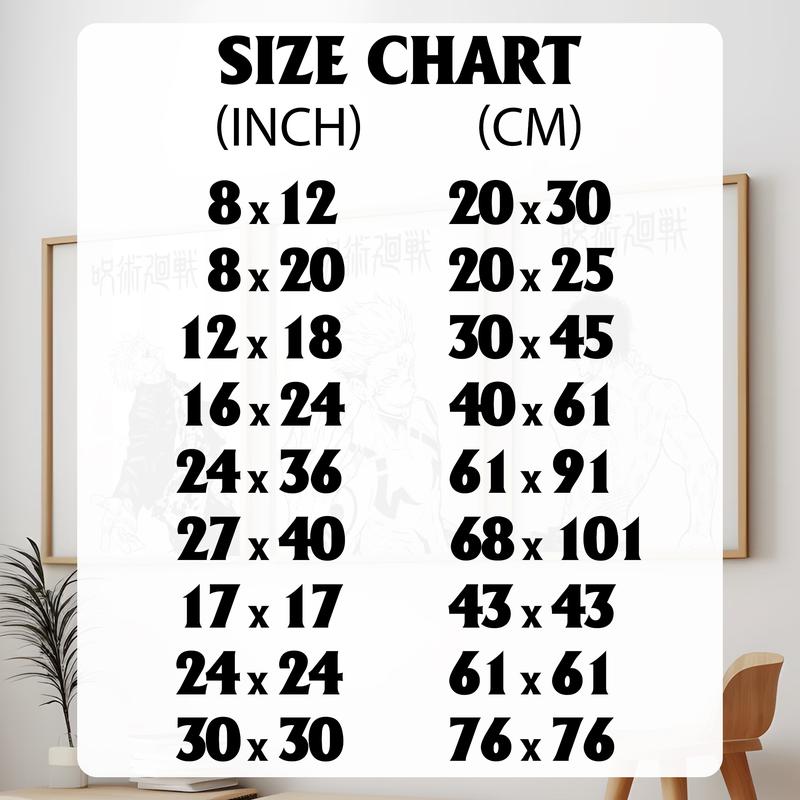 SIZE CHART
(INCH) (CM)
8 x 12 20 x 30
8 x 20 20 x 25
12 x 18 30 x 45
16 x 24 40 x 61
24 x 36 61 x 91
27 x 40 68 x 101
17 x 17 43 x 43
24 x 24 61 x 61
30 x 30 76 x 76
呪術廻戦
呪術廻戦
呪術廻戦